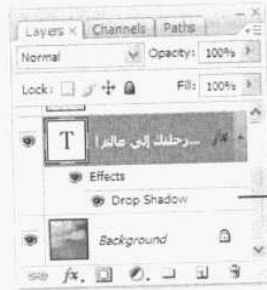 Layers × Channels Paths
Normal Opacity: 100%
Lock: Fill: 100%
T رحلتك إلى عالم...
Effects
Drop Shadow
Background